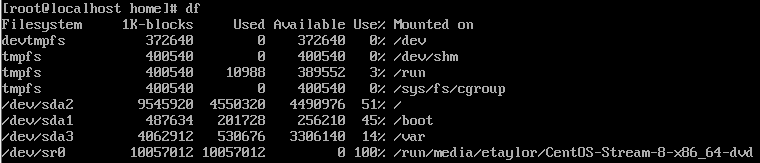 [root@localhost home]# df
Filesystem     1K-blocks     Used Available Use% Mounted on
devtmpfs          372640        0    372640   0% /dev
tmpfs             400540        0    400540   0% /dev/shm
tmpfs             400540    10988    389552   3% /run
tmpfs             400540        0    400540   0% /sys/fs/cgroup
/dev/sda2        9545920  4550320   4490976  51% /
/dev/sda1         487634   201728    256210  45% /boot
/dev/sda3        4062912   530676   3306140  14% /var
/dev/sr0        10057012 10057012         0 100% /run/media/etaylor/CentOS-Stream-8-x86_64-dvd